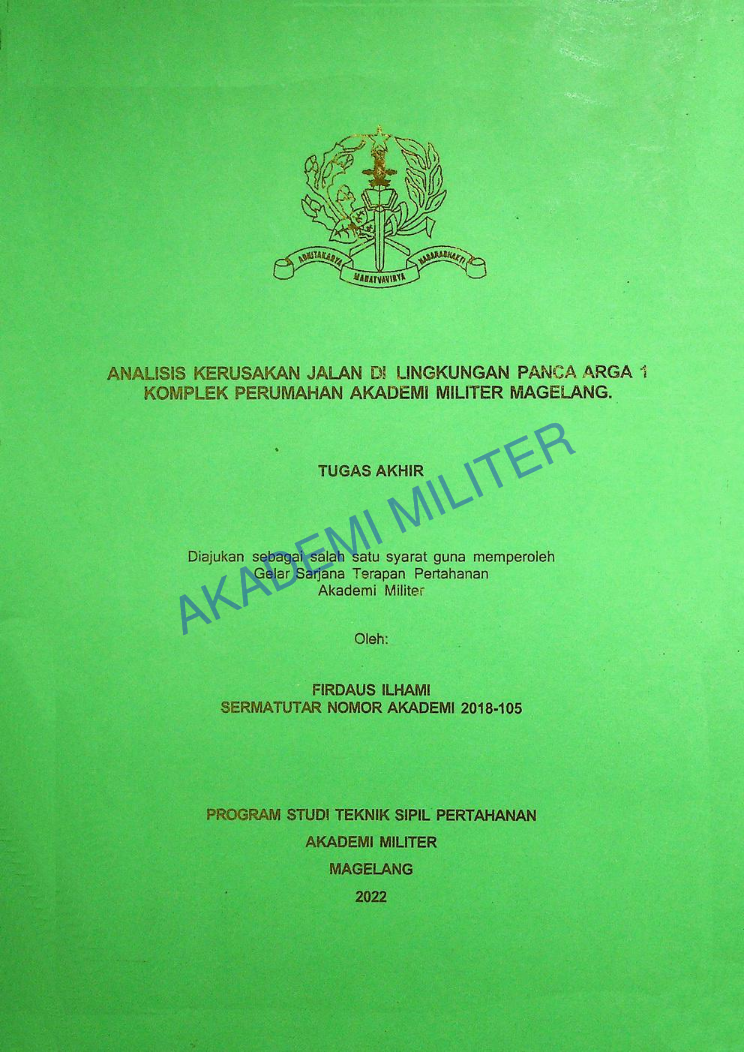 ADHITAKARYA
MAHATVAVIRYA
NAGARABHAKTI
ANALISIS KERUSAKAN JALAN DI LINGKUNGAN PANCA ARGA 1
KOMPLEK PERUMAHAN AKADEMI MILITER MAGELANG.
TUGAS AKHIR
AKADEMI MILITER
Diajukan sebagai salah satu syarat guna memperoleh
Gelar Sarjana Terapan Pertahanan
Akademi Militer
Oleh:
FIRDAUS ILHAMI
SERMATUTAR NOMOR AKADEMI 2018-105
PROGRAM STUDI TEKNIK SIPIL PERTAHANAN
AKADEMI MILITER
MAGELANG
2022